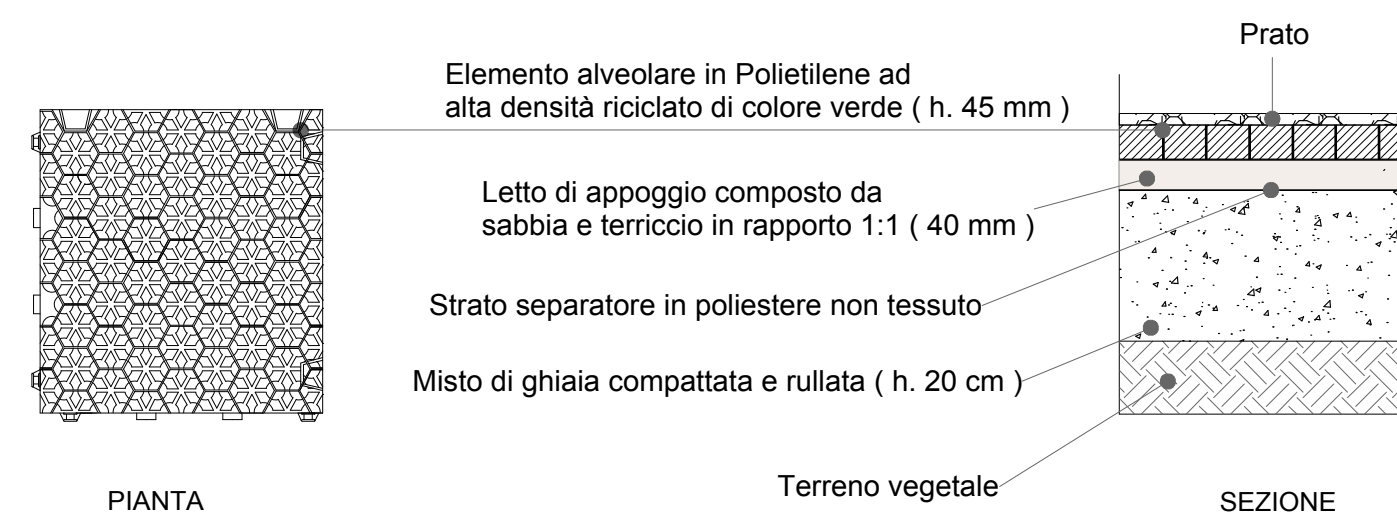 Prato
Elemento alveolare in Polietilene ad
alta densità riciclato di colore verde ( h. 45 mm )
Letto di appoggio composto da
sabbia e terriccio in rapporto 1:1 ( 40 mm )
Strato separatore in poliestere non tessuto
Misto di ghiaia compattata e rullata ( h. 20 cm )
Terreno vegetale
PIANTA
SEZIONE